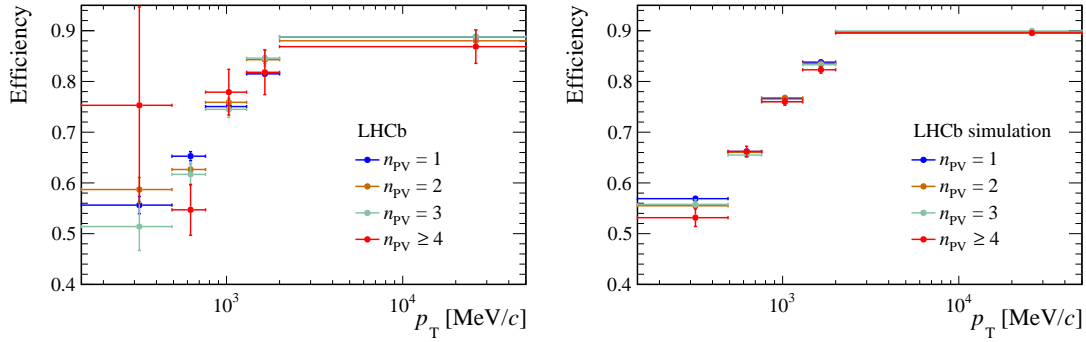 Efficiency
0.9
0.8
0.7
0.6
0.5
0.4
LHCb
n_PV = 1
n_PV = 2
n_PV = 3
n_PV ≥ 4
10^3
10^4
p_T [MeV/c]
Efficiency
0.9
0.8
0.7
0.6
0.5
0.4
LHCb simulation
n_PV = 1
n_PV = 2
n_PV = 3
n_PV ≥ 4
10^3
10^4
p_T [MeV/c]